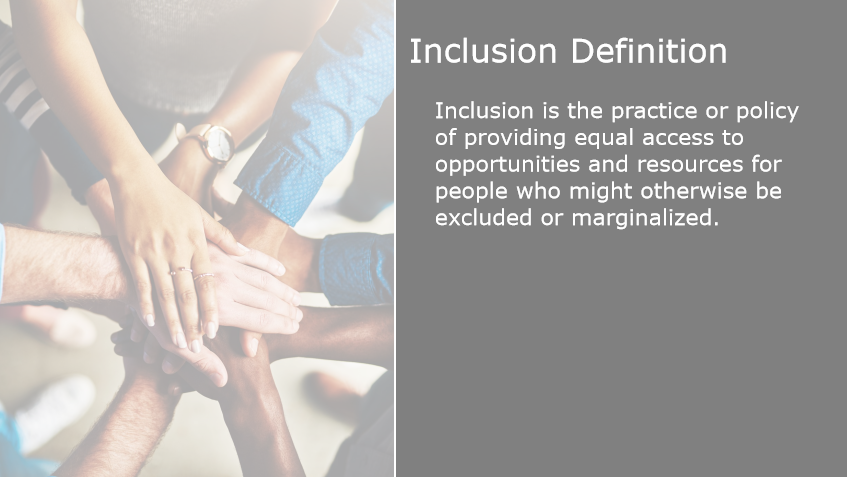 Inclusion Definition
Inclusion is the practice or policy
of providing equal access to
opportunities and resources for
people who might otherwise be
excluded or marginalized.